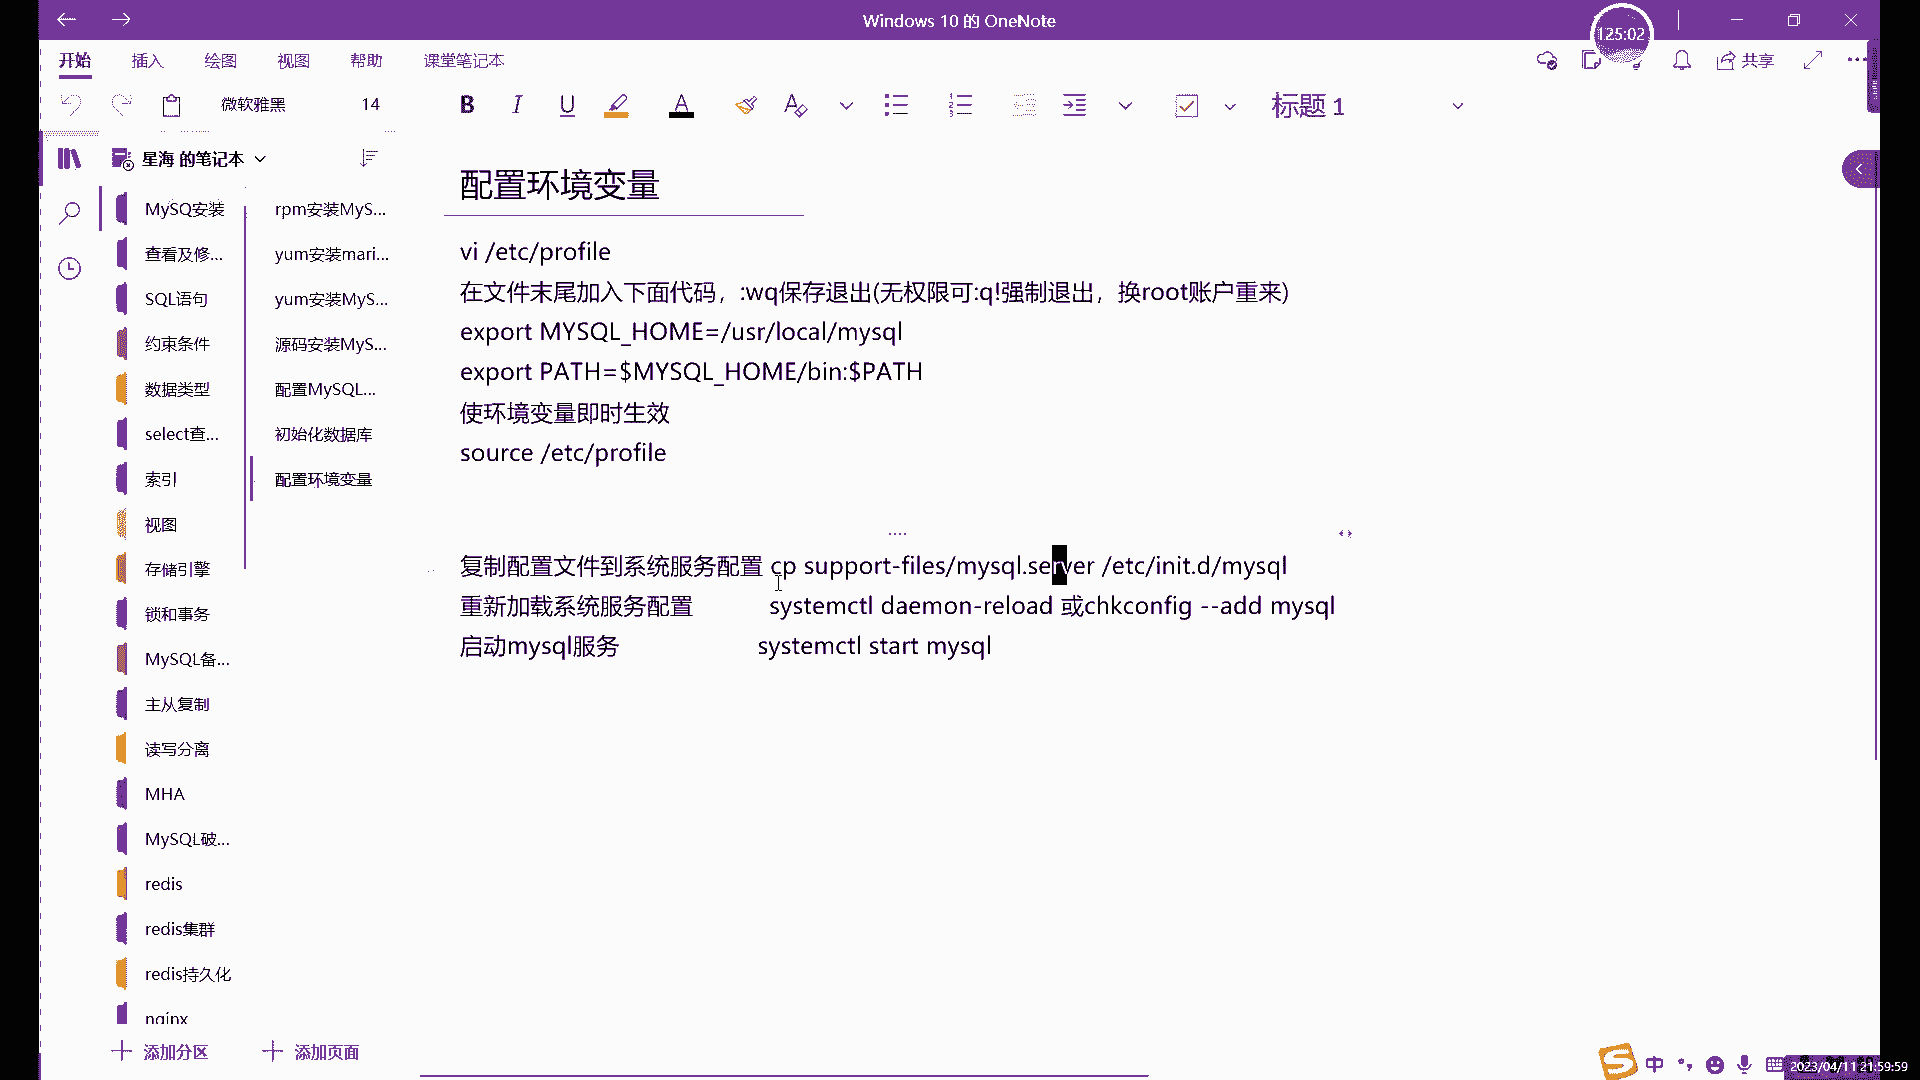 Windows 10 的 OneNote
125:02
开始 插入 绘图 视图 帮助 课堂笔记本 共享
微软雅黑 14 B I U A 标题 1
星海 的笔记本
MySQ安装
查看及修...
SQL语句
约束条件
数据类型
select查...
索引
视图
存储引擎
锁和事务
MySQL备...
主从复制
读写分离
MHA
MySQL破...
redis
redis集群
redis持久化
nginx
添加分区
rpm安装MyS...
yum安装mari...
yum安装MyS...
源码安装MyS...
配置MySQL...
初始化数据库
配置环境变量
添加页面
配置环境变量
vi /etc/profile
在文件末尾加入下面代码，:wq保存退出(无权限可:q!强制退出，换root账户重来)
export MYSQL_HOME=/usr/local/mysql
export PATH=$MYSQL_HOME/bin:$PATH
使环境变量即时生效
source /etc/profile
复制配置文件到系统服务配置 cp support-files/mysql.server /etc/init.d/mysql
重新加载系统服务配置 systemctl daemon-reload 或chkconfig --add mysql
启动mysql服务 systemctl start mysql
中
2023/04/11 21:59:59